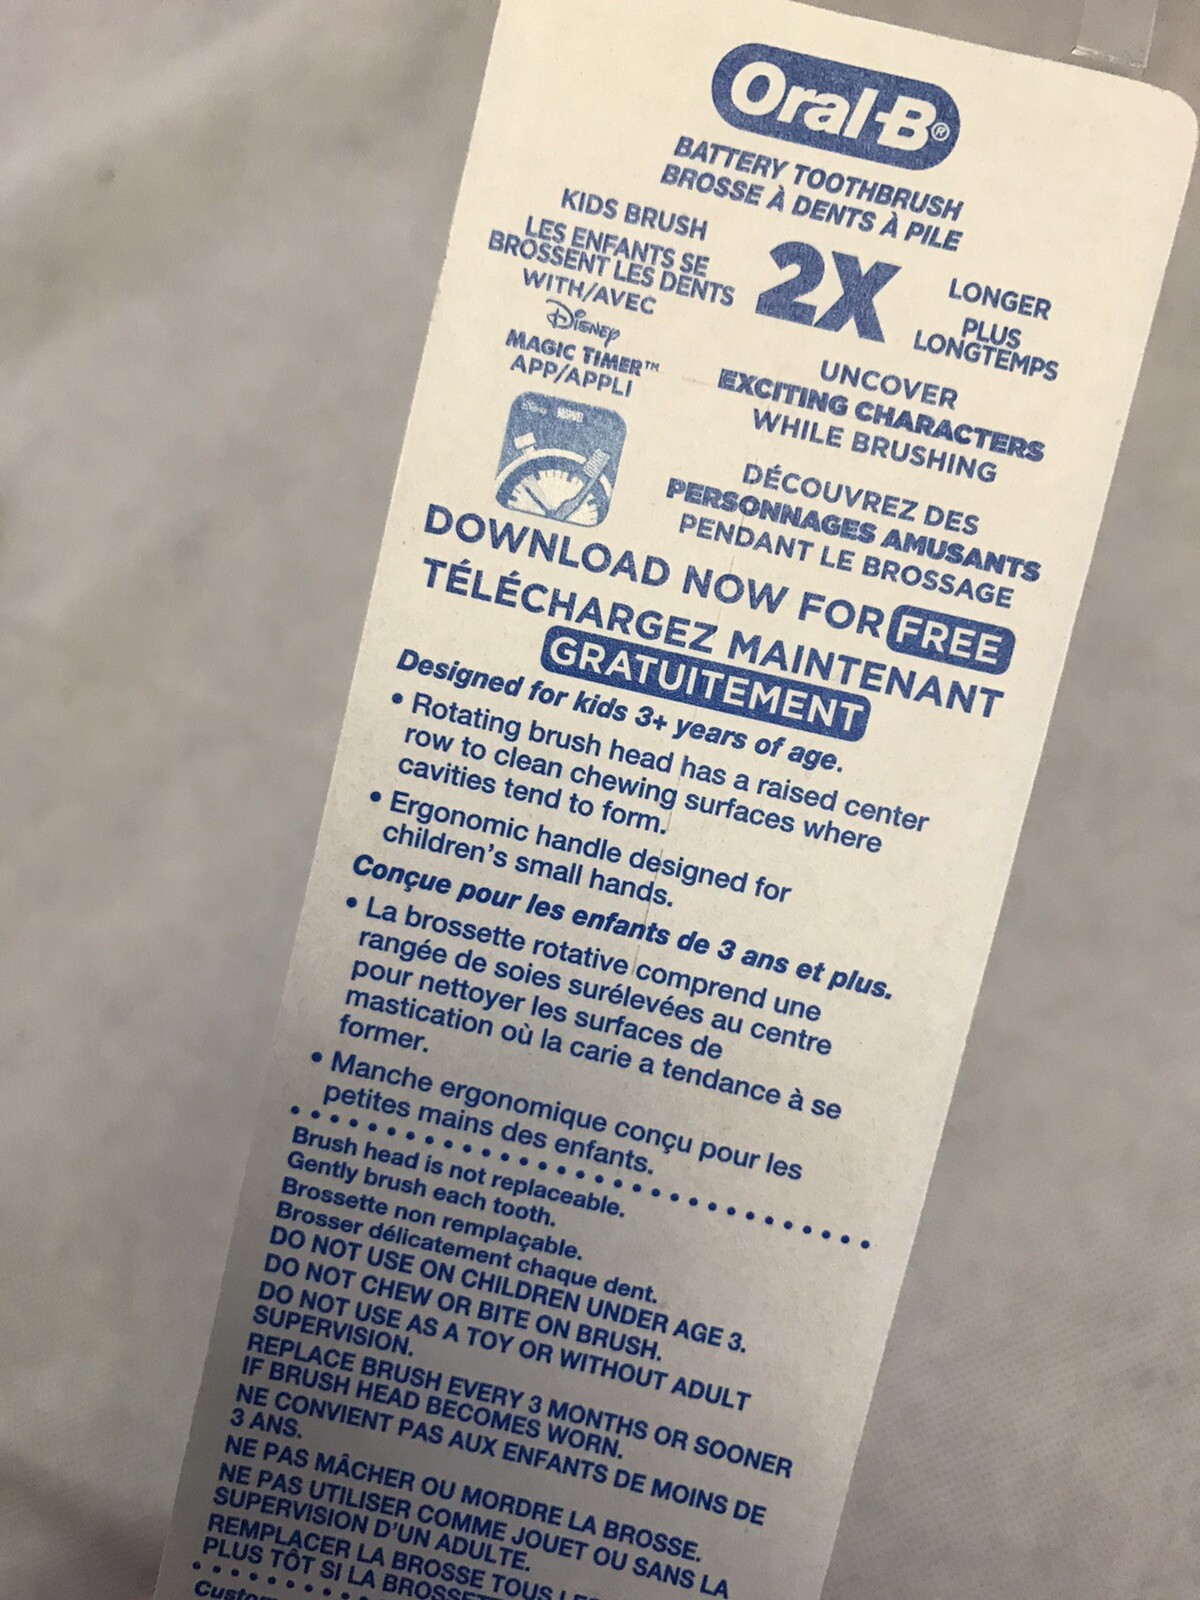 Oral-B®
BATTERY TOOTHBRUSH
BROSSE À DENTS À PILE
KIDS BRUSH
LES ENFANTS SE
BROSSENT LES DENTS
2X
LONGER
PLUS
LONGTEMPS
WITH/AVEC
Disney
MAGIC TIMER™
APP/APPLI
MARVEL
UNCOVER
EXCITING CHARACTERS
WHILE BRUSHING
DÉCOUVREZ DES
PERSONNAGES AMUSANTS
PENDANT LE BROSSAGE
DOWNLOAD NOW FOR FREE
TÉLÉCHARGEZ MAINTENANT
GRATUITEMENT
Designed for kids 3+ years of age.
• Rotating brush head has a raised center
row to clean chewing surfaces where
cavities tend to form.
• Ergonomic handle designed for
children's small hands.
Conçue pour les enfants de 3 ans et plus.
• La brossette rotative comprend une
rangée de soies surélevées au centre
pour nettoyer les surfaces de
mastication où la carie a tendance à se
former.
• Manche ergonomique conçu pour les
petites mains des enfants.
Brush head is not replaceable.
Gently brush each tooth.
Brossette non remplaçable.
Brosser délicatement chaque dent.
DO NOT USE ON CHILDREN UNDER AGE 3.
DO NOT CHEW OR BITE ON BRUSH.
DO NOT USE AS A TOY OR WITHOUT ADULT
SUPERVISION.
REPLACE BRUSH EVERY 3 MONTHS OR SOONER
IF BRUSH HEAD BECOMES WORN.
NE CONVIENT PAS AUX ENFANTS DE MOINS DE
3 ANS.
NE PAS MÂCHER OU MORDRE LA BROSSE.
NE PAS UTILISER COMME JOUET OU SANS LA
SUPERVISION D'UN ADULTE.
REMPLACER LA BROSSE TOUS LES
PLUS TÔT SI LA BROSSE